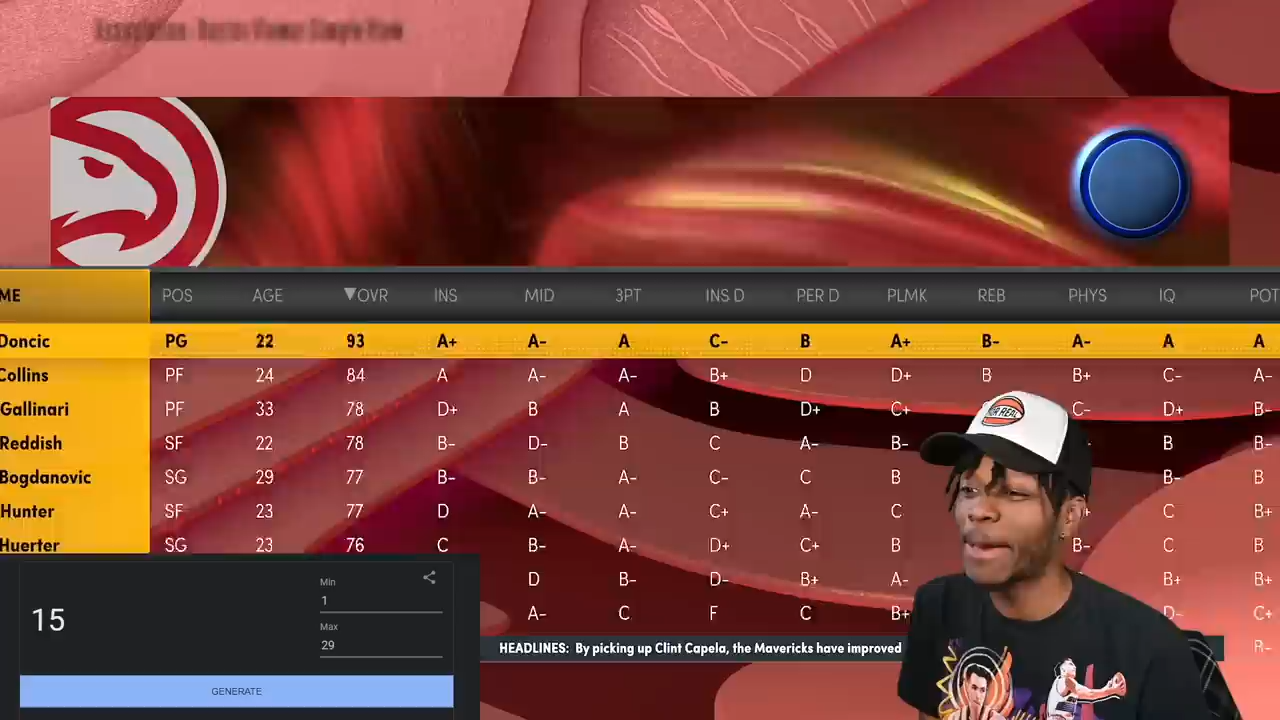 ME POS AGE ▼OVR INS MID 3PT INS D PER D PLMK REB PHYS IQ POT
Doncic PG 22 93 A+ A- A C- B A+ B- A- A A
Collins PF 24 84 A A- A- B+ D D+ B B+ C- A-
Gallinari PF 33 78 D+ B A B D+ C+ C- D+ B-
Reddish SF 22 78 B- D- B C A- B- B B-
Bogdanovic SG 29 77 B- B- A- C- C B B- B
Hunter SF 23 77 D A- A- C+ A- C C B+
Huerter SG 23 76 C B- A- D+ C+ B B- C B
D B- D- B+ A- B+ B+
A- C F C B+ D- C+
HEADLINES: By picking up Clint Capela, the Mavericks have improved
15
Min
1
Max
29
GENERATE